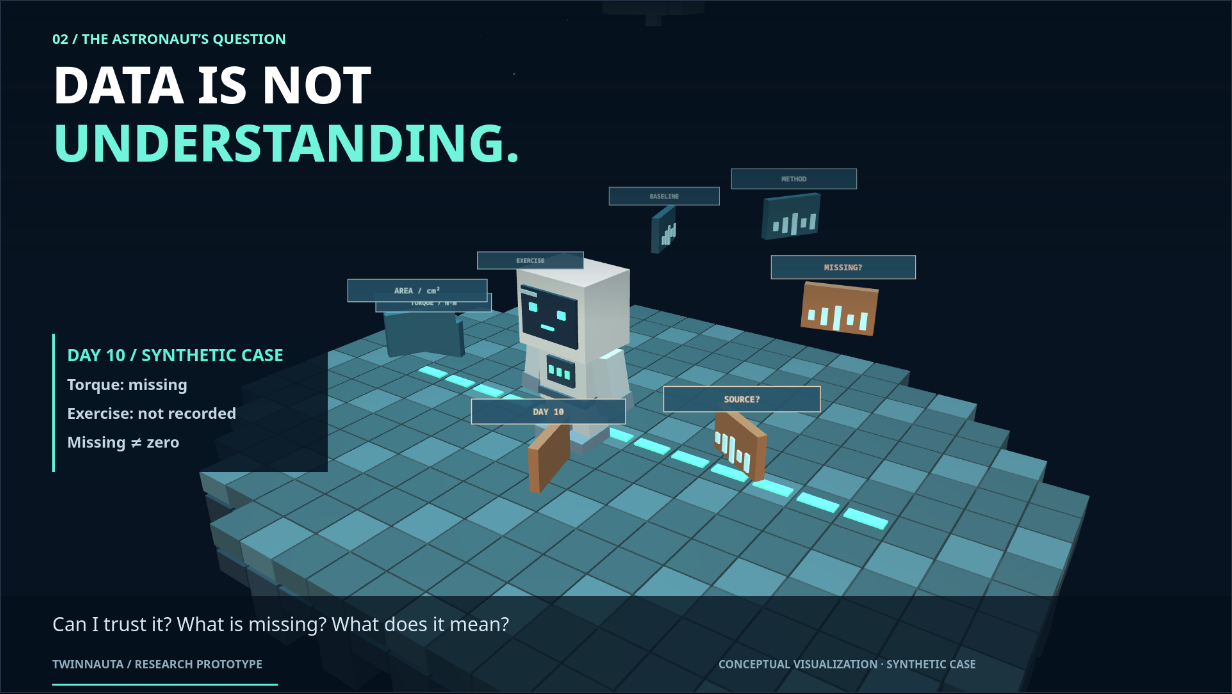 02 / THE ASTRONAUT’S QUESTION
DATA IS NOT
UNDERSTANDING.
METHOD
BASELINE
EXERCISE
MISSING?
AREA / cm²
TORQUE / N·m
DAY 10 / SYNTHETIC CASE
Torque: missing
Exercise: not recorded
Missing ≠ zero
SOURCE?
DAY 10
Can I trust it? What is missing? What does it mean?
TWINNAUTA / RESEARCH PROTOTYPE
CONCEPTUAL VISUALIZATION · SYNTHETIC CASE